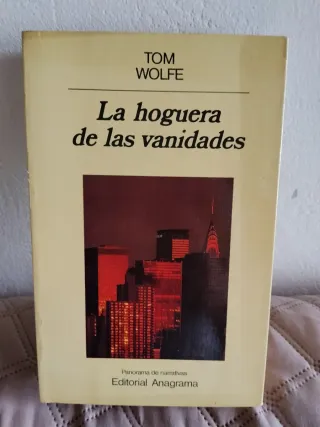 TOM
WOLFE
La hoguera
de las vanidades
Panorama de narrativas
Editorial Anagrama